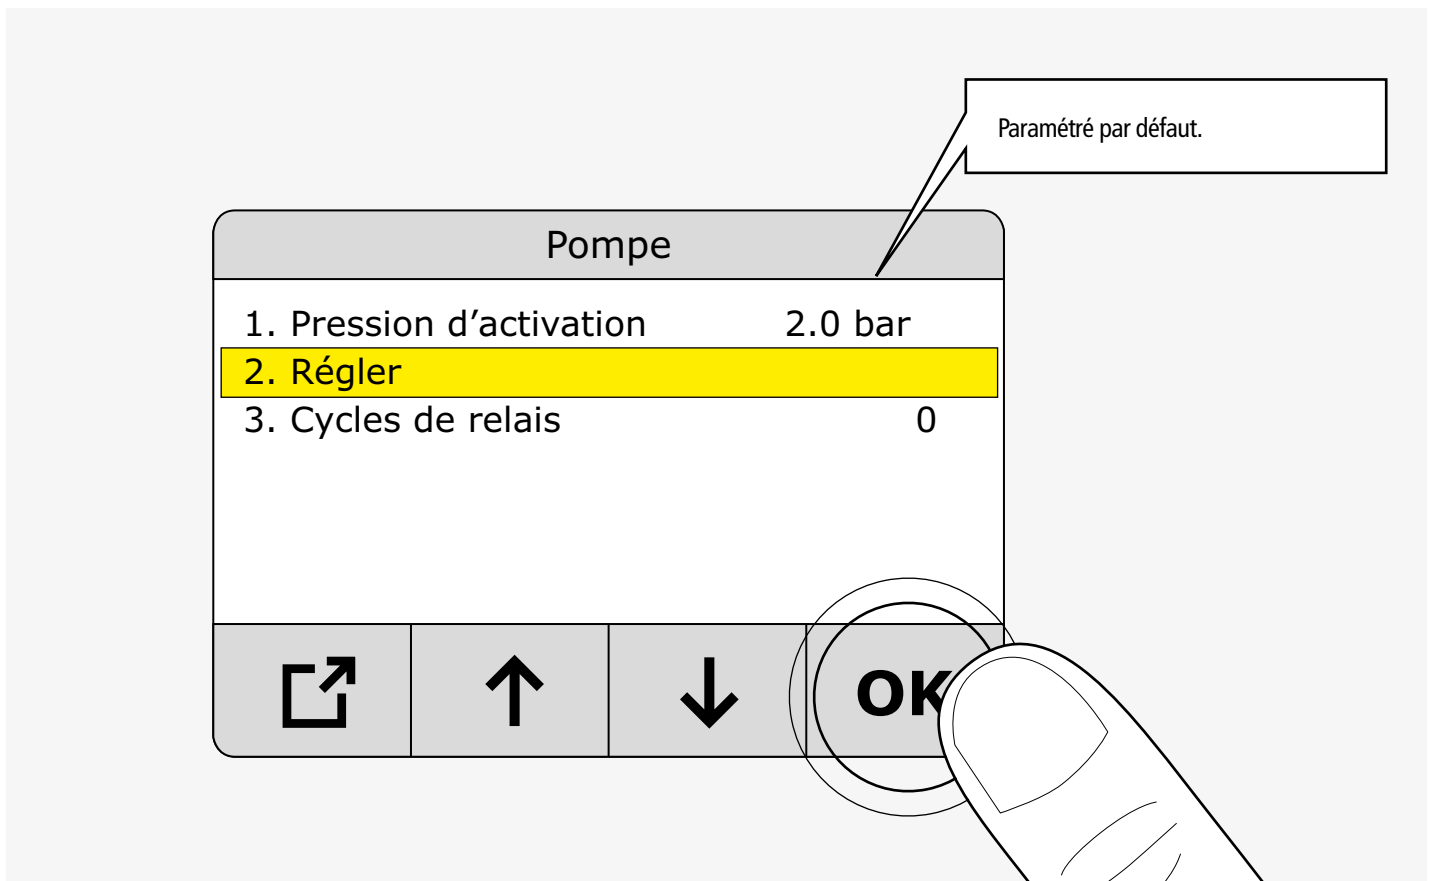 Paramétré par défaut.
Pompe
1. Pression d’activation 2.0 bar
2. Régler
3. Cycles de relais 0
OK